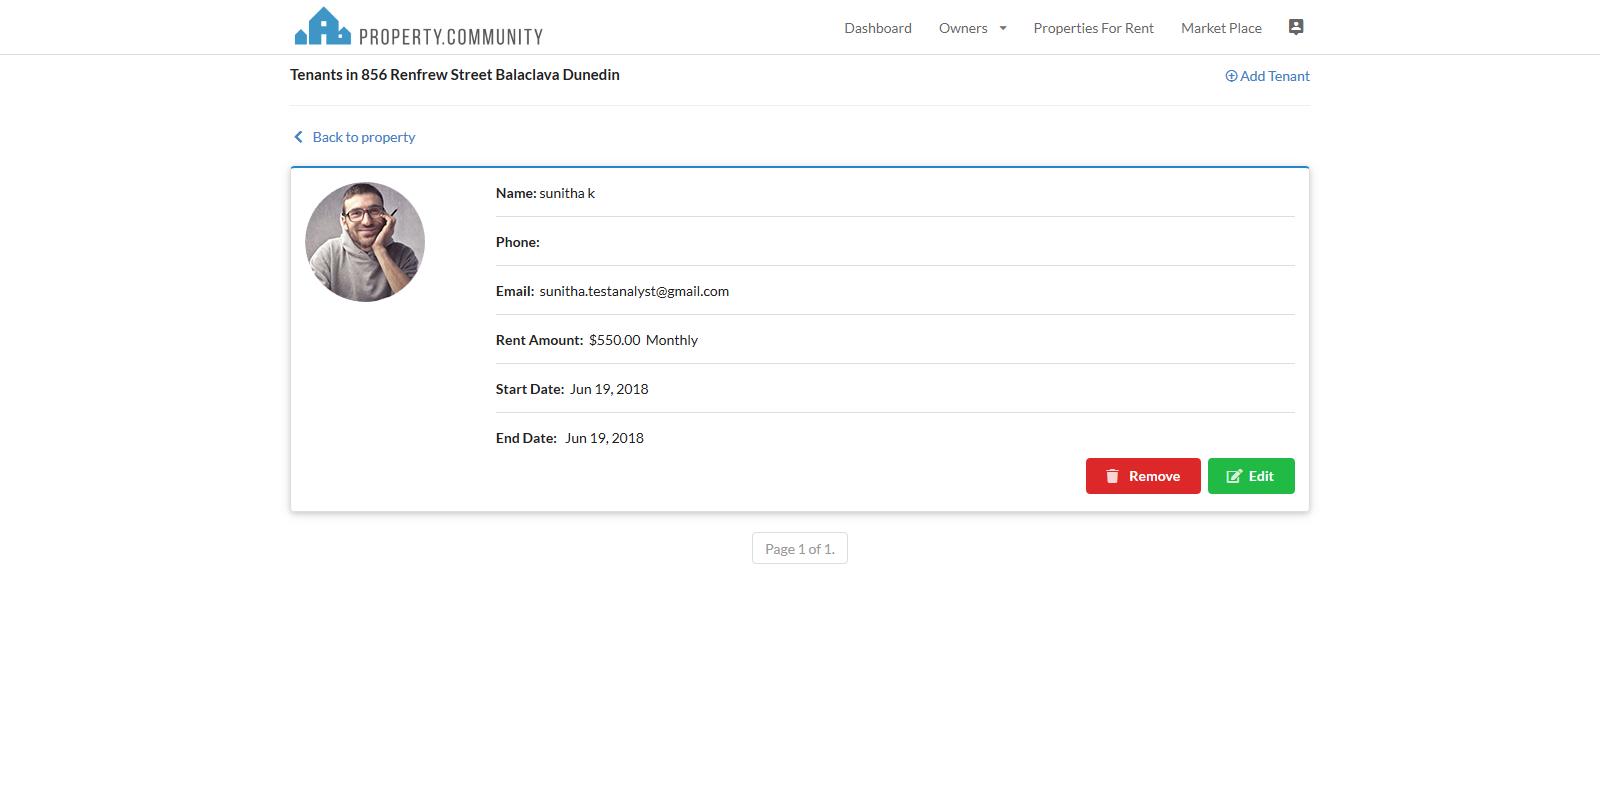 PROPERTY.COMMUNITY
Dashboard Owners Properties For Rent Market Place
Tenants in 856 Renfrew Street Balaclava Dunedin
Add Tenant
Back to property
Name: sunitha k
Phone:
Email: sunitha.testanalyst@gmail.com
Rent Amount: $550.00 Monthly
Start Date: Jun 19, 2018
End Date: Jun 19, 2018
Remove Edit
Page 1 of 1.